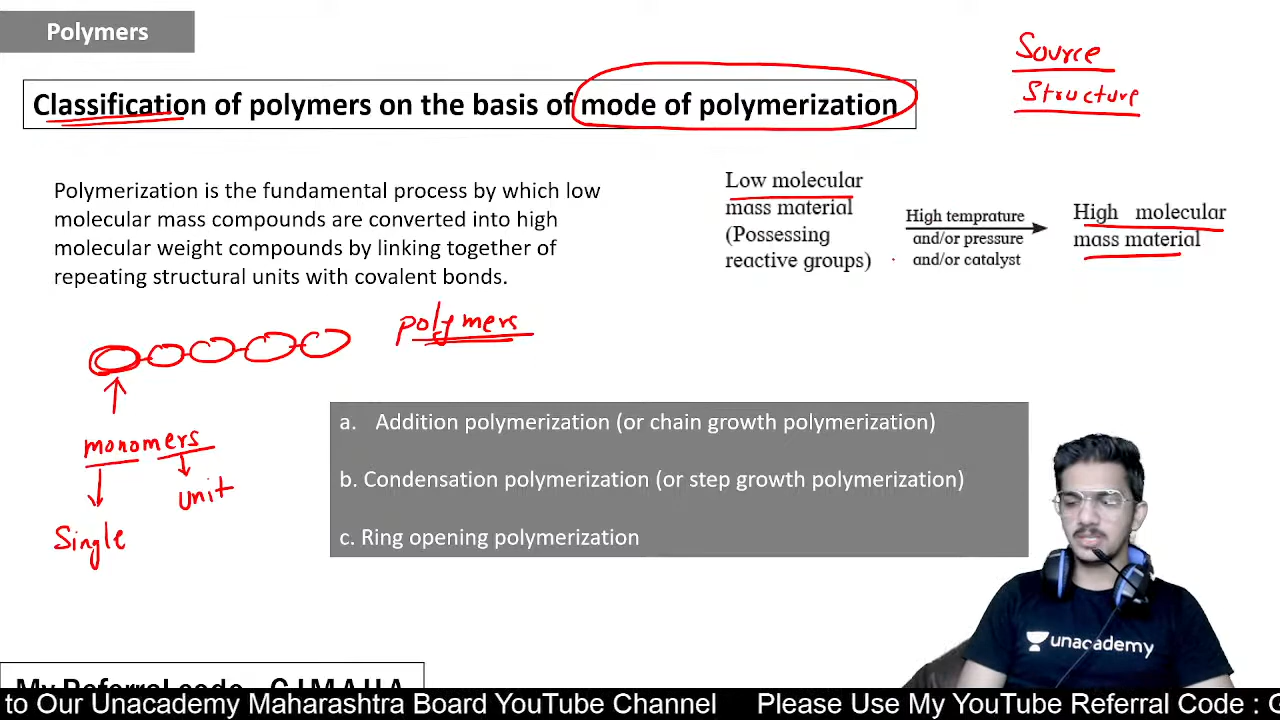 Polymers
Source
Structure
Classification of polymers on the basis of mode of polymerization
Polymerization is the fundamental process by which low
molecular mass compounds are converted into high
molecular weight compounds by linking together of
repeating structural units with covalent bonds.
Low molecular
mass material
(Possessing
reactive groups)
High temprature
and/or pressure
and/or catalyst
High molecular
mass material
polymers
monomers
unit
Single
a. Addition polymerization (or chain growth polymerization)
b. Condensation polymerization (or step growth polymerization)
c. Ring opening polymerization
unacademy
My Referral code -
to Our Unacademy Maharashtra Board YouTube Channel Please Use My YouTube Referral Code :